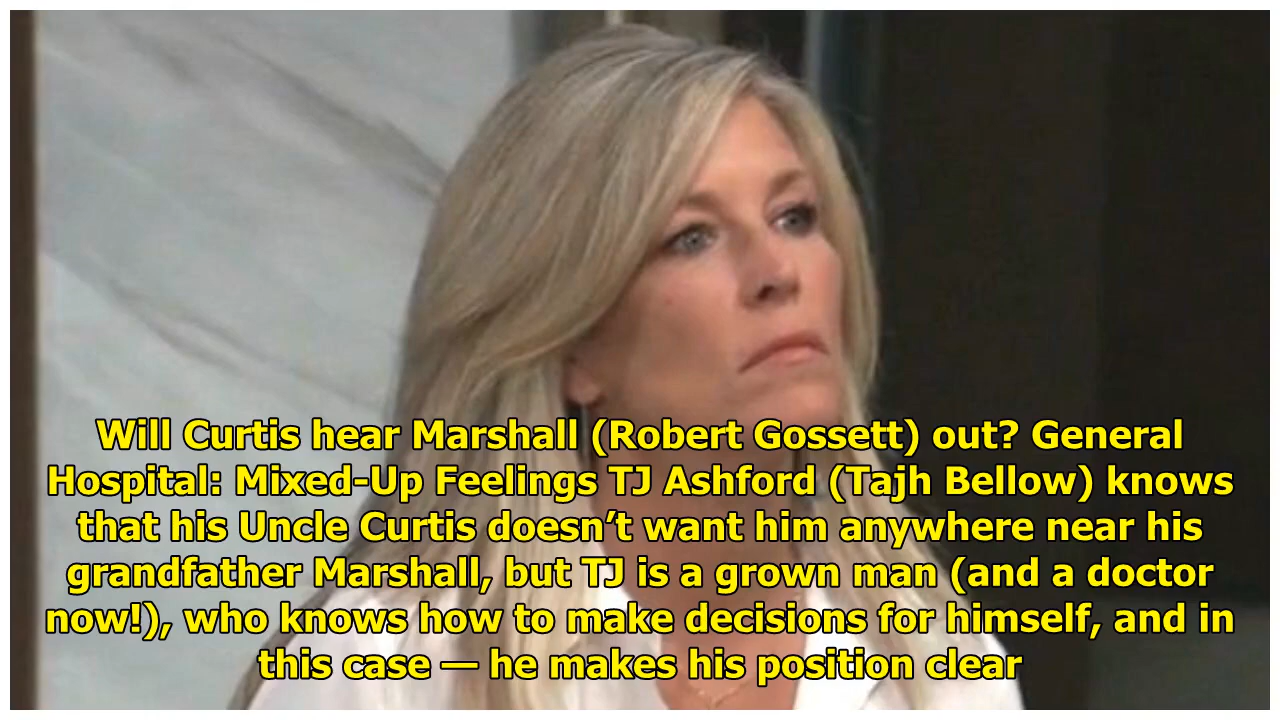 Will Curtis hear Marshall (Robert Gossett) out? General
Hospital: Mixed-Up Feelings TJ Ashford (Tajh Bellow) knows
that his Uncle Curtis doesn’t want him anywhere near his
grandfather Marshall, but TJ is a grown man (and a doctor
now!), who knows how to make decisions for himself, and in
this case — he makes his position clear